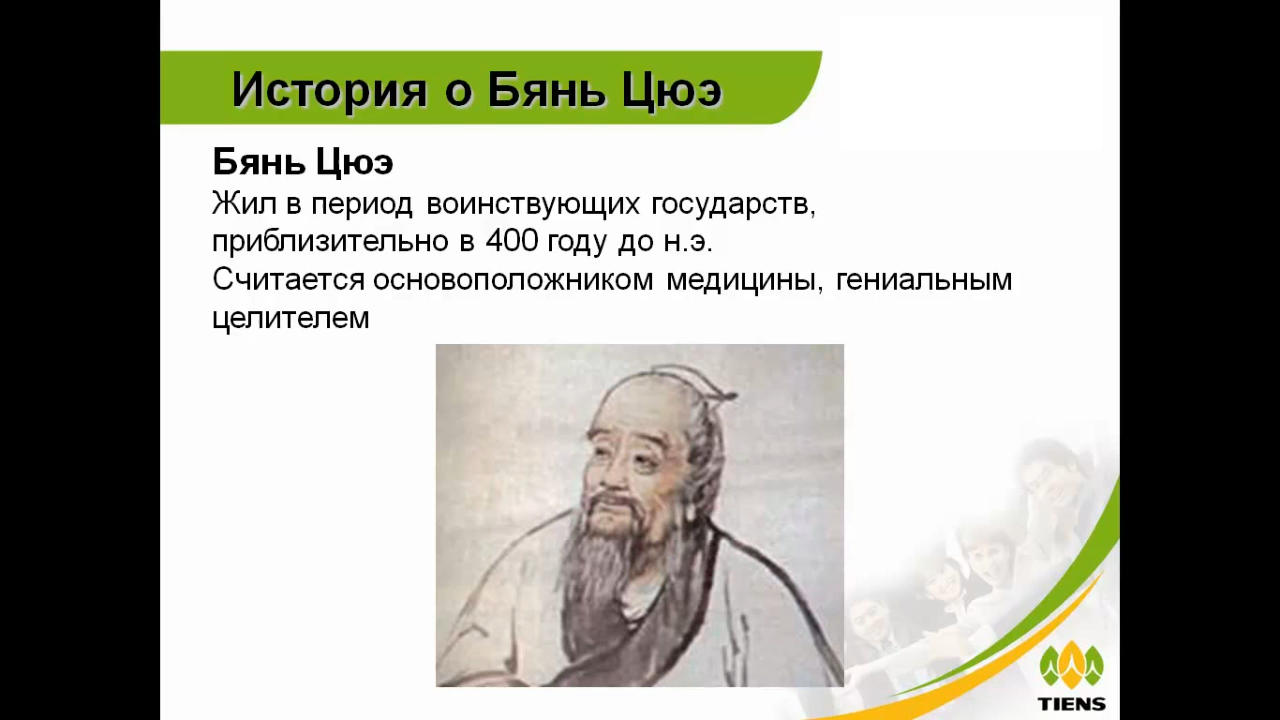 История о Бянь Цюэ
Бянь Цюэ
Жил в период воинствующих государств,
приблизительно в 400 году до н.э.
Считается основоположником медицины, гениальным
целителем
TIENS